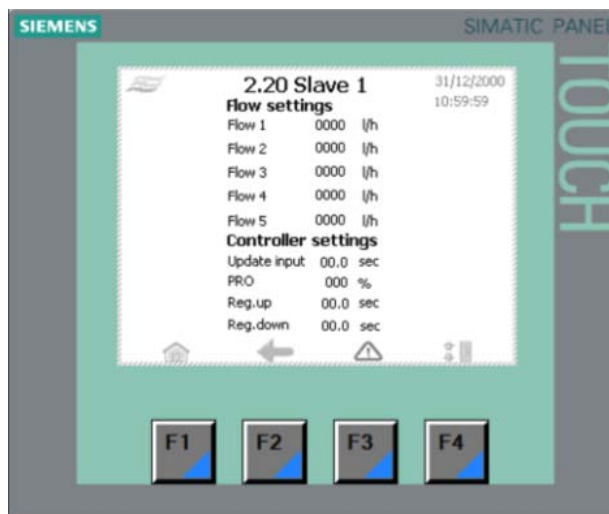 SIEMENS
SIMATIC PANEL
TOUCH
2.20 Slave 1
31/12/2000
10:59:59
Flow settings
Flow 1 0000 l/h
Flow 2 0000 l/h
Flow 3 0000 l/h
Flow 4 0000 l/h
Flow 5 0000 l/h
Controller settings
Update input 00.0 sec
PRO 000 %
Reg.up 00.0 sec
Reg.down 00.0 sec
F1 F2 F3 F4